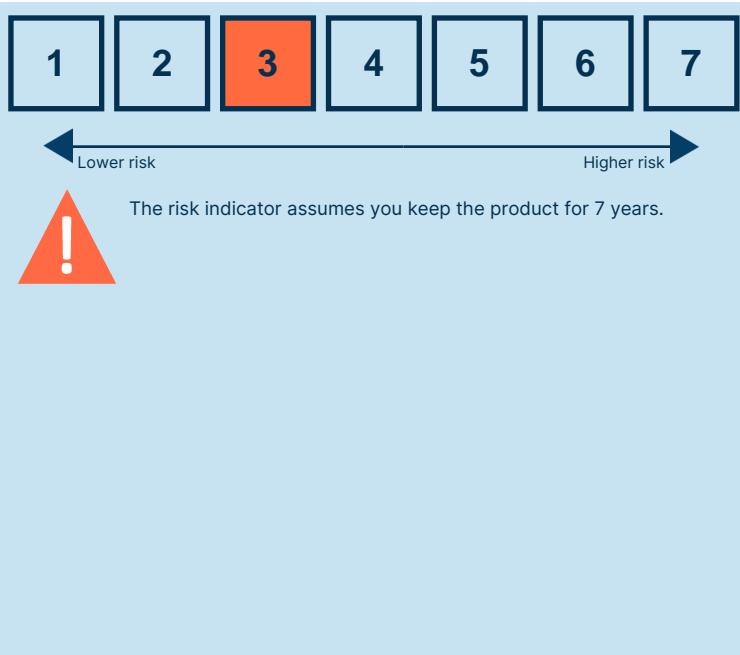 1 2 3 4 5 6 7
Lower risk Higher risk
!
The risk indicator assumes you keep the product for 7 years.